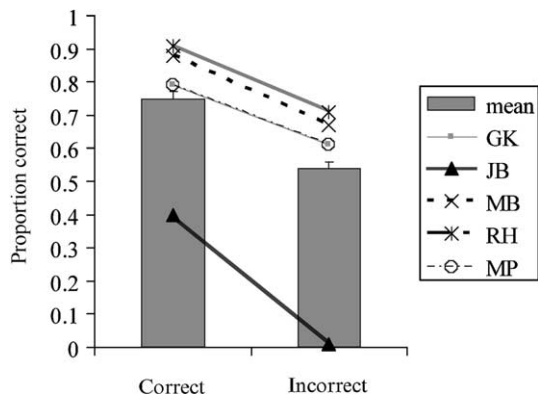 1
0.9
0.8
0.7
0.6
0.5
0.4
0.3
0.2
0.1
0
Proportion correct
Correct Incorrect
mean
GK
JB
MB
RH
MP